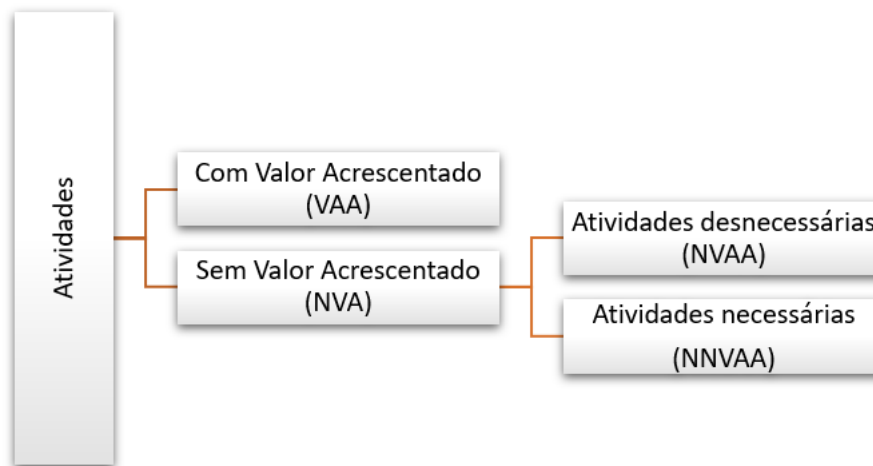 Atividades
Com Valor Acrescentado
(VAA)
Sem Valor Acrescentado
(NVA)
Atividades desnecessárias
(NVAA)
Atividades necessárias
(NNVAA)